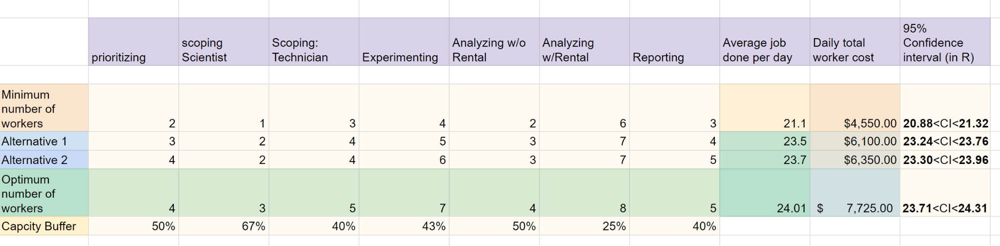 prioritizing scoping Scientist Scoping: Technician Experimenting Analyzing w/o Rental Analyzing w/Rental Reporting Average job done per day Daily total worker cost 95% Confidence interval (in R)
Minimum number of workers 2 1 3 4 2 6 3 21.1 $4,550.00 20.88<CI<21.32
Alternative 1 3 2 4 5 3 7 4 23.5 $6,100.00 23.24<CI<23.76
Alternative 2 4 2 4 6 3 7 5 23.7 $6,350.00 23.30<CI<23.96
Optimum number of workers 4 3 5 7 4 8 5 24.01 $ 7,725.00 23.71<CI<24.31
Capcity Buffer 50% 67% 40% 43% 50% 25% 40%